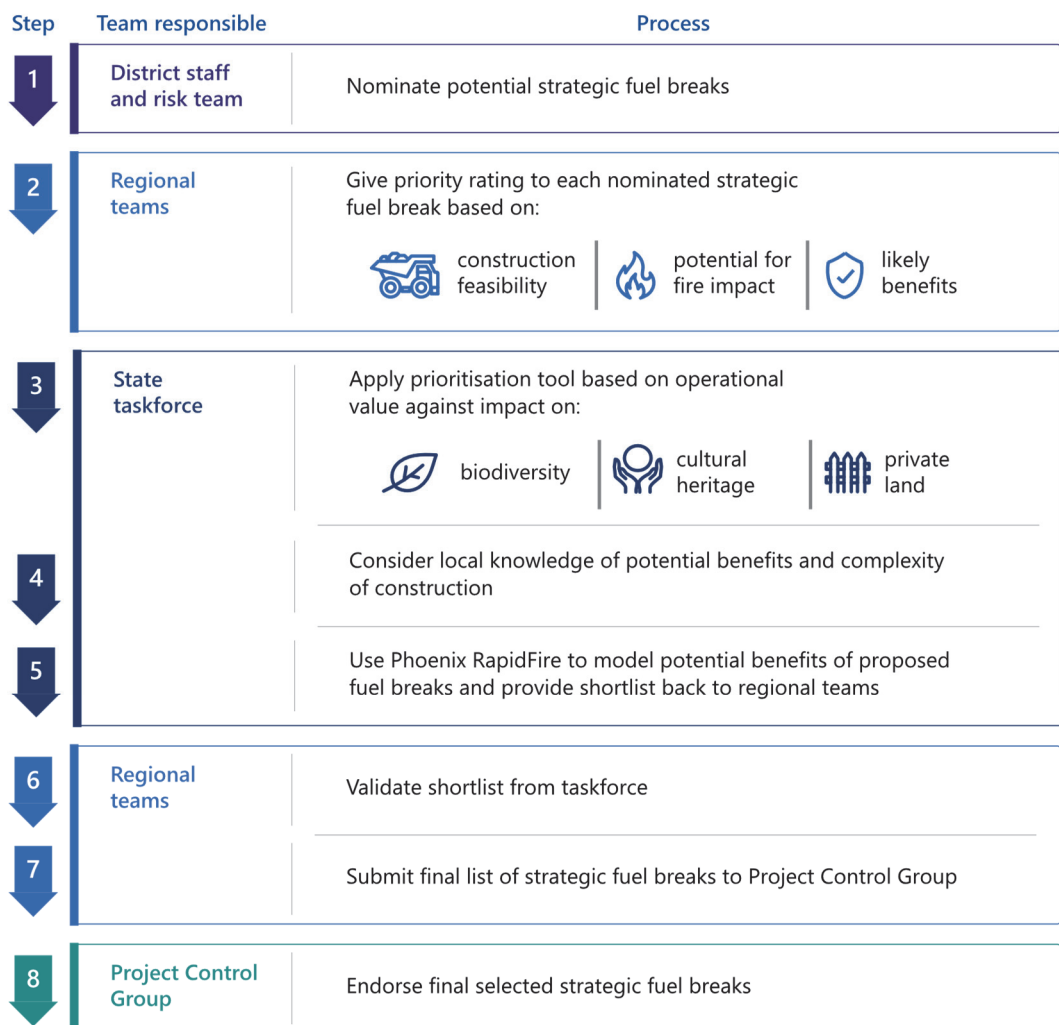 Step Team responsible Process
1
District staff
and risk team
Nominate potential strategic fuel breaks
2
Regional
teams
Give priority rating to each nominated strategic
fuel break based on:
construction
feasibility
potential for
fire impact
likely
benefits
3
State
taskforce
Apply prioritisation tool based on operational
value against impact on:
biodiversity
cultural
heritage
private
land
4
Consider local knowledge of potential benefits and complexity
of construction
5
Use Phoenix RapidFire to model potential benefits of proposed
fuel breaks and provide shortlist back to regional teams
6
Regional
teams
Validate shortlist from taskforce
7
Submit final list of strategic fuel breaks to Project Control Group
8
Project Control
Group
Endorse final selected strategic fuel breaks